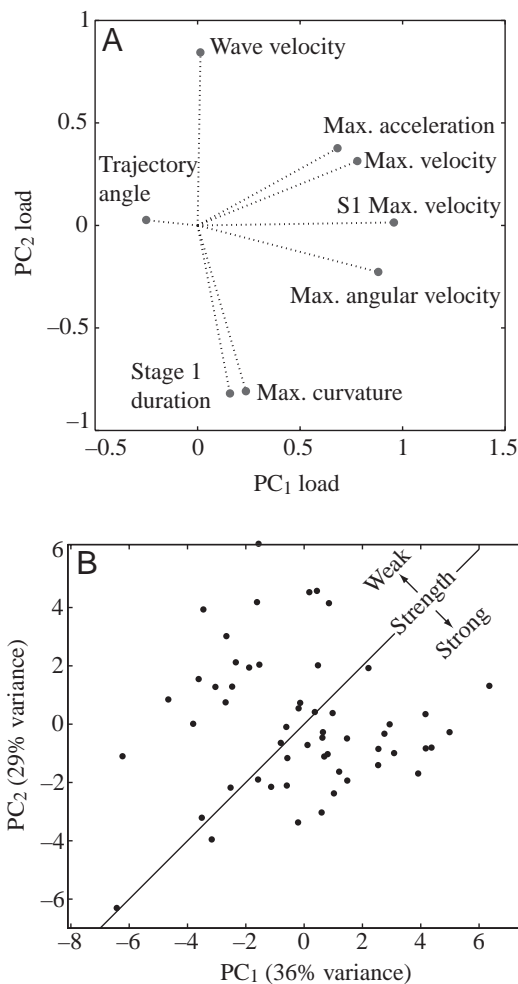 A
1
0.5
0
−0.5
−1
PC2 load
Wave velocity
Max. acceleration
Max. velocity
Trajectory
angle
S1 Max. velocity
Max. angular velocity
Stage 1
duration
Max. curvature
−0.5
0
0.5
1
1.5
PC1 load
B
6
4
2
0
−2
−4
−6
PC2 (29% variance)
Weak
Strength
Strong
−8
−6
−4
−2
0
2
4
6
PC1 (36% variance)